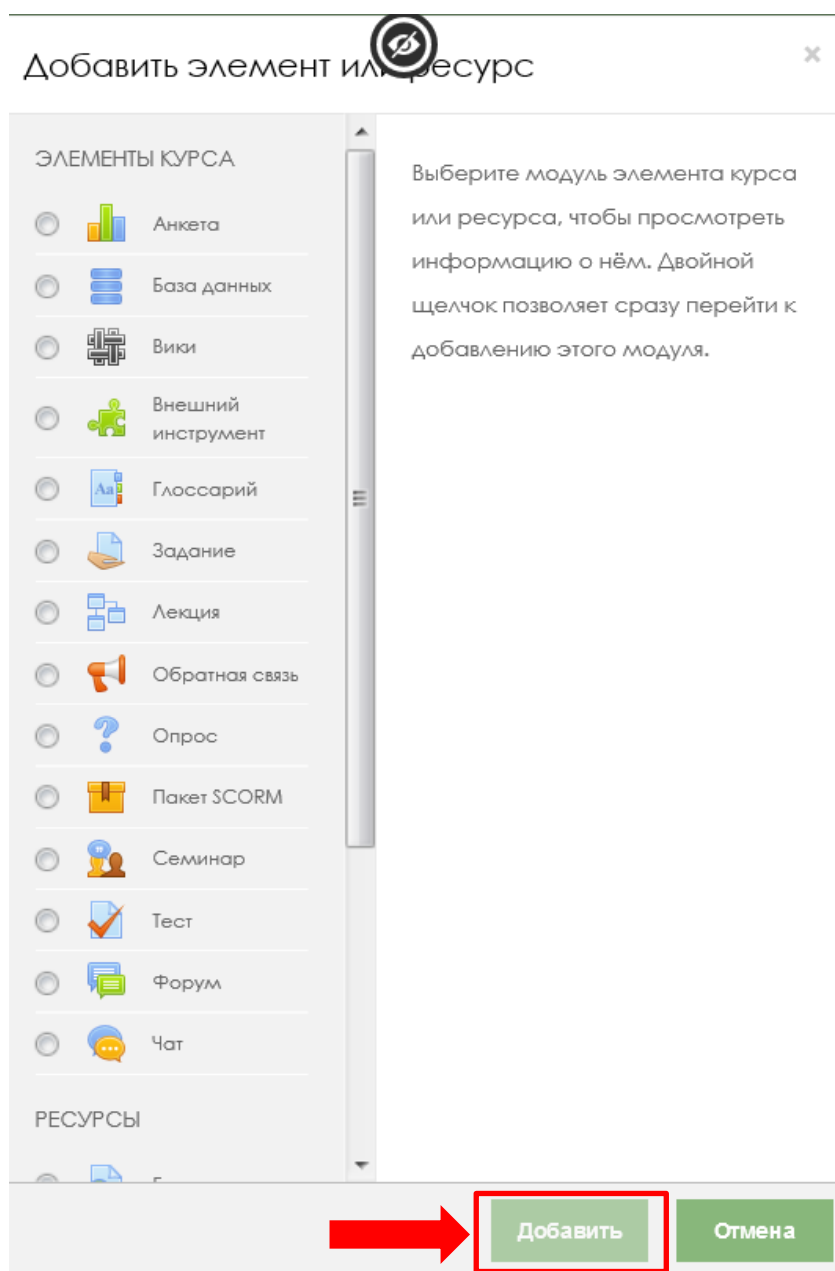 Добавить элемент или ресурс
×
ЭЛЕМЕНТЫ КУРСА
Анкета
База данных
Вики
Внешний
инструмент
Глоссарий
Задание
Лекция
Обратная связь
Опрос
Пакет SCORM
Семинар
Тест
Форум
Чат
РЕСУРСЫ
Выберите модуль элемента курса
или ресурса, чтобы просмотреть
информацию о нём. Двойной
щелчок позволяет сразу перейти к
добавлению этого модуля.
Добавить
Отмена